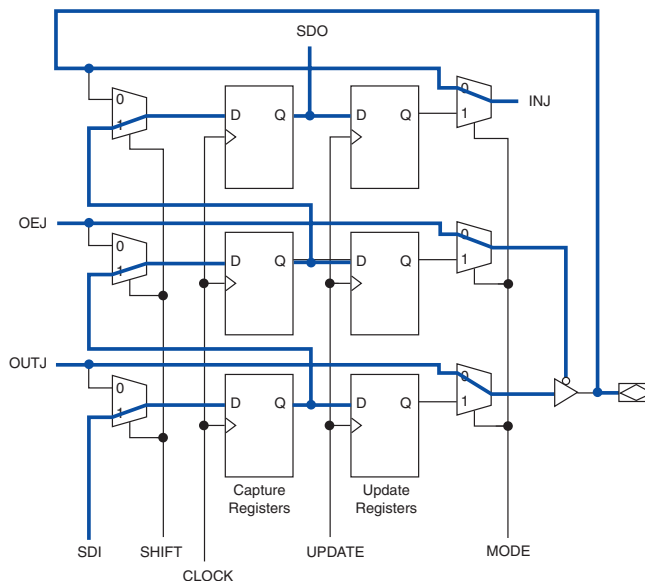 SDO
0
1
D Q
D Q
0
1
INJ
OEJ
0
1
D Q
D Q
0
1
OUTJ
0
1
D Q
D Q
0
1
Capture
Registers
Update
Registers
SDI
SHIFT
CLOCK
UPDATE
MODE